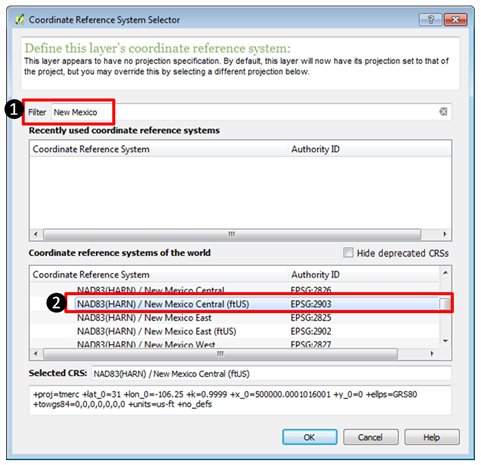 Coordinate Reference System Selector
Define this layer's coordinate reference system:
This layer appears to have no projection specification. By default, this layer will now have its projection set to that of
the project, but you may override this by selecting a different projection below.
1
Filter New Mexico
Recently used coordinate reference systems
Coordinate Reference System Authority ID
Coordinate reference systems of the world Hide deprecated CRSs
Coordinate Reference System Authority ID
NAD83(HARN) / New Mexico Central EPSG:2826
2 NAD83(HARN) / New Mexico Central (ftUS) EPSG:2903
NAD83(HARN) / New Mexico East EPSG:2825
NAD83(HARN) / New Mexico East (ftUS) EPSG:2902
NAD83(HARN) / New Mexico West EPSG:2827
Selected CRS: NAD83(HARN) / New Mexico Central (ftUS)
+proj=tmerc +lat_0=31 +lon_0=-106.25 +k=0.9999 +x_0=500000.0001016001 +y_0=0 +ellps=GRS80
+towgs84=0,0,0,0,0,0,0 +units=us-ft +no_defs
OK Cancel Help